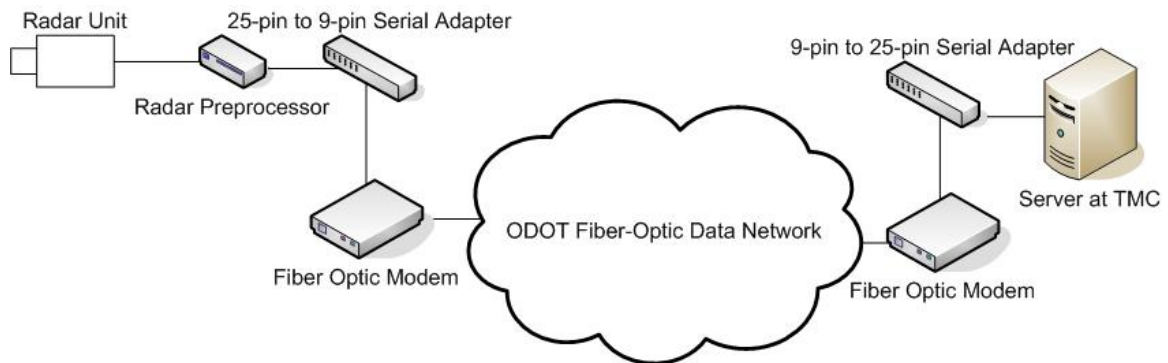 Radar Unit
25-pin to 9-pin Serial Adapter
Radar Preprocessor
Fiber Optic Modem
ODOT Fiber-Optic Data Network
9-pin to 25-pin Serial Adapter
Server at TMC
Fiber Optic Modem